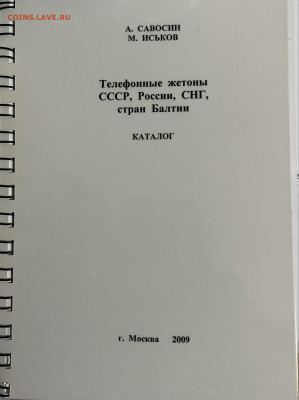 COINS.LAVE.RU
А. САВОСИН
М. ИСЬКОВ
Телефонные жетоны
СССР, России, СНГ,
стран Балтии
КАТАЛОГ
г. Москва 2009